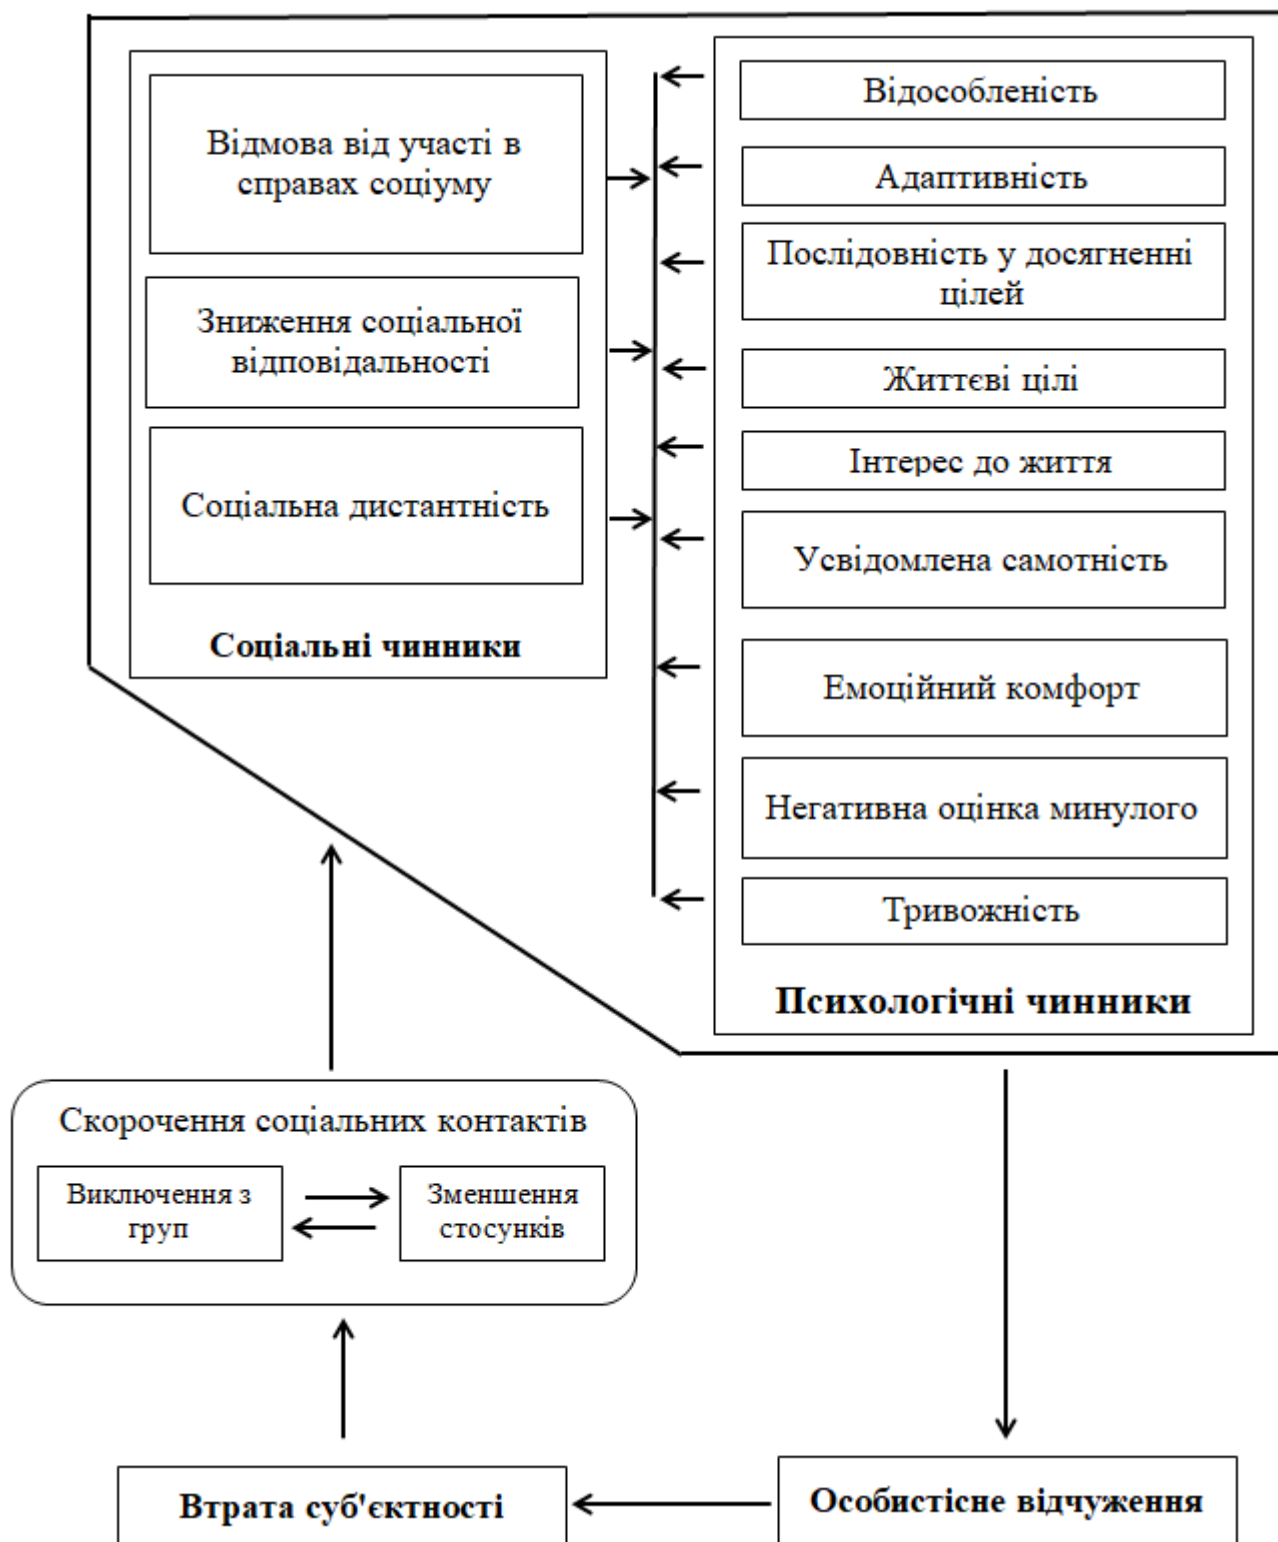 Відмова від участі в
справах соціуму
Зниження соціальної
відповідальності
Соціальна дистантність
Соціальні чинники
Відособленість
Адаптивність
Послідовність у досягненні
цілей
Життєві цілі
Інтерес до життя
Усвідомлена самотність
Емоційний комфорт
Негативна оцінка минулого
Тривожність
Психологічні чинники
Скорочення соціальних контактів
Виключення з
груп
Зменшення
стосунків
Втрата суб'єктності
Особистісне відчуження